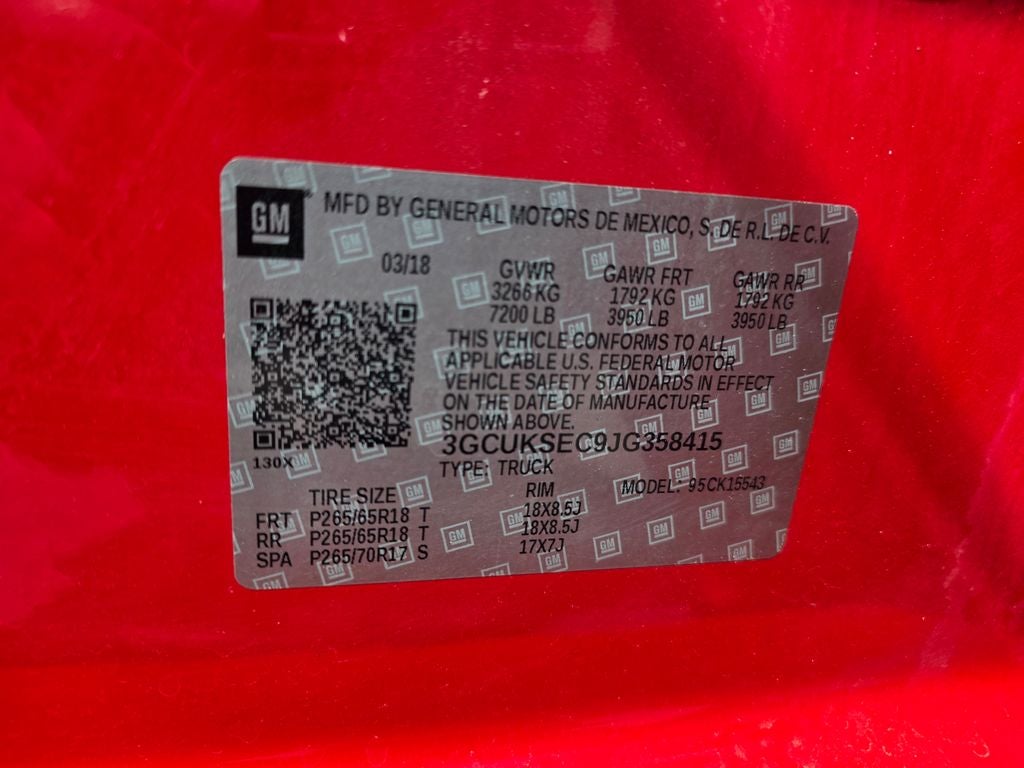 GM MFD BY GENERAL MOTORS DE MEXICO, S. DE R.L. DE C.V.
03/18 GVWR GAWR FRT GAWR RR
3266 KG 1792 KG 1792 KG
7200 LB 3950 LB 3950 LB
THIS VEHICLE CONFORMS TO ALL
APPLICABLE U.S. FEDERAL MOTOR
VEHICLE SAFETY STANDARDS IN EFFECT
ON THE DATE OF MANUFACTURE
SHOWN ABOVE.
3GCUKSEC9JG358415
130X
TYPE: TRUCK MODEL: 95CK15543
TIRE SIZE RIM
FRT P265/65R18 T 18X8.5J
RR P265/65R18 T 18X8.5J
SPA P265/70R17 S 17X7J